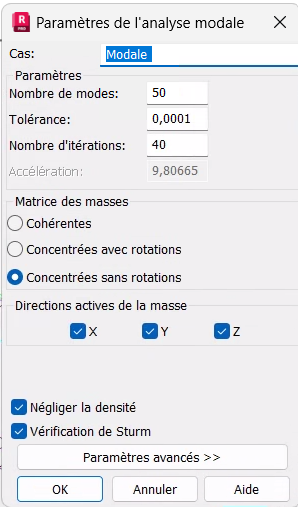 R
PRO
Paramètres de l'analyse modale
Cas: Modale
Paramètres
Nombre de modes: 50
Tolérance: 0,0001
Nombre d'itérations: 40
Accélération: 9,80665
Matrice des masses
Cohérentes
Concentrées avec rotations
Concentrées sans rotations
Directions actives de la masse
X Y Z
Négliger la densité
Vérification de Sturm
Paramètres avancés >>
OK Annuler Aide